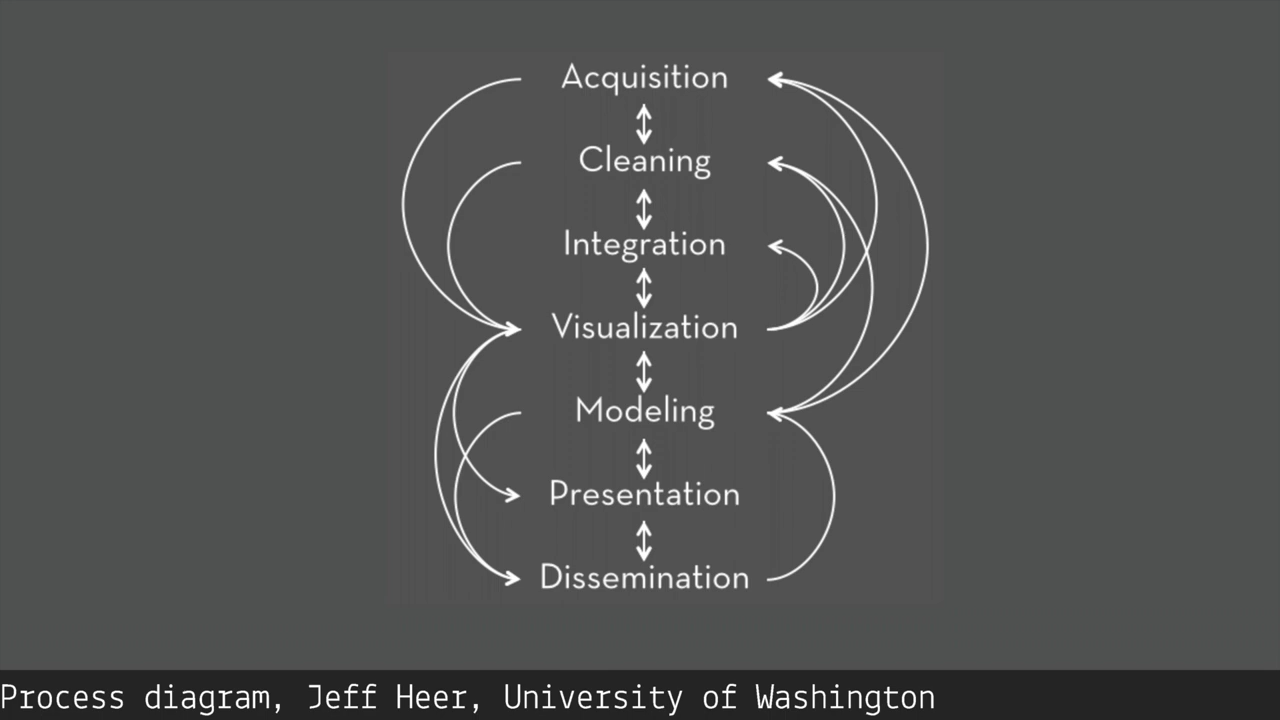 Acquisition
Cleaning
Integration
Visualization
Modeling
Presentation
Dissemination
Process diagram, Jeff Heer, University of Washington